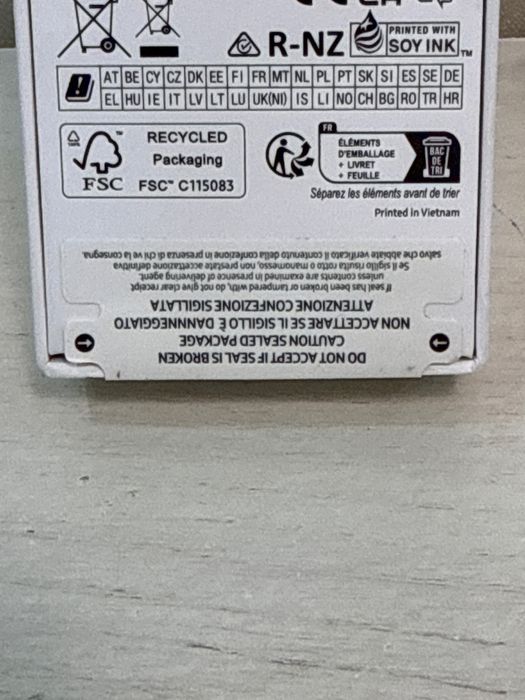 R-NZ
PRINTED WITH
SOY INK™
AT BE CY CZ DK EE FI FR MT NL PL PT SK SI ES SE DE
EL HU IE IT LV LT LU UK(NI) IS LI NO CH BG RO TR HR
RECYCLED
Packaging
FSC™
FSC™ C115083
FR
ÉLÉMENTS
D'EMBALLAGE
+ LIVRET
+ FEUILLE
BAC
DE
TRI
Séparez les éléments avant de trier
Printed in Vietnam
DO NOT ACCEPT IF SEAL IS BROKEN
CAUTION SEALED PACKAGE
NON ACCETTARE SE IL SIGILLO È DANNNEGGIATO
ATTENZIONE CONFEZIONE SIGILLATA
If seal has been broken or tampered with, do not give clear receipt
unless contents are examined in presence of delivering agent.
Se il sigillo risulta rotto o manomesso, non prestate accettazione definitiva
salvo che abbiate verificato il contenuto della confezione in presenza di chi ve la consegna.